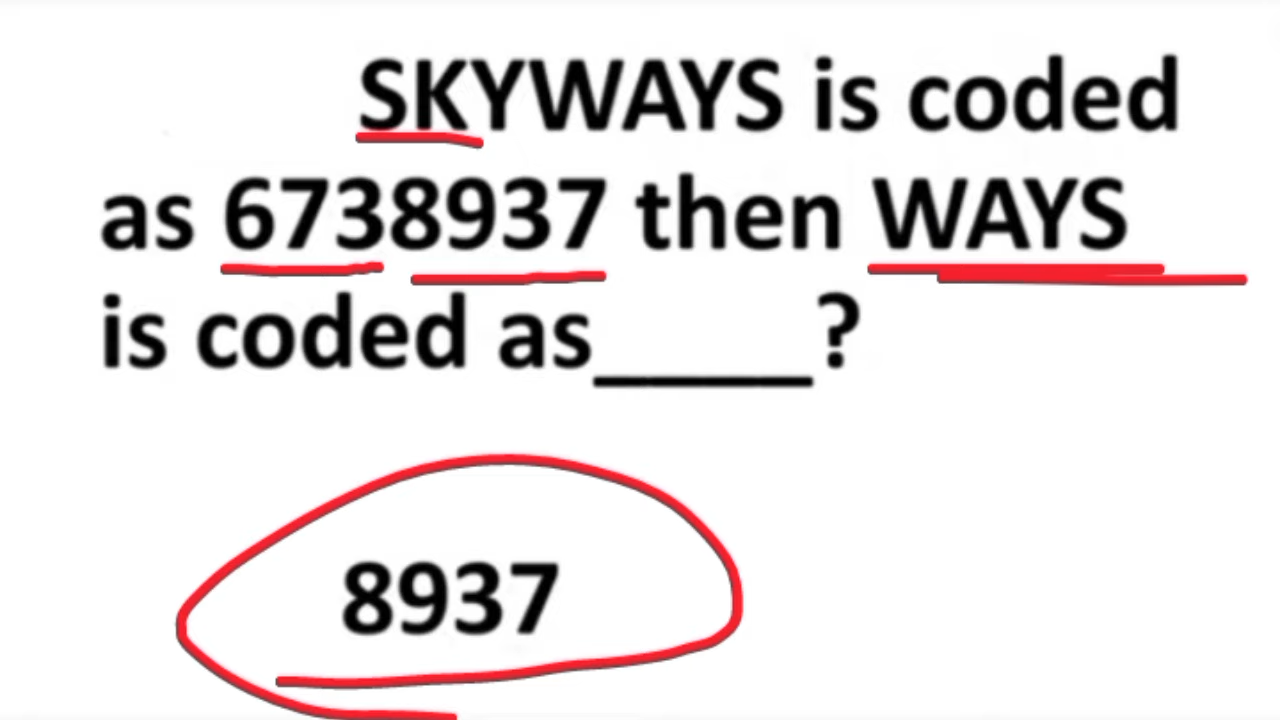 SKYWAYS is coded
as 6738937 then WAYS
is coded as_____?
8937